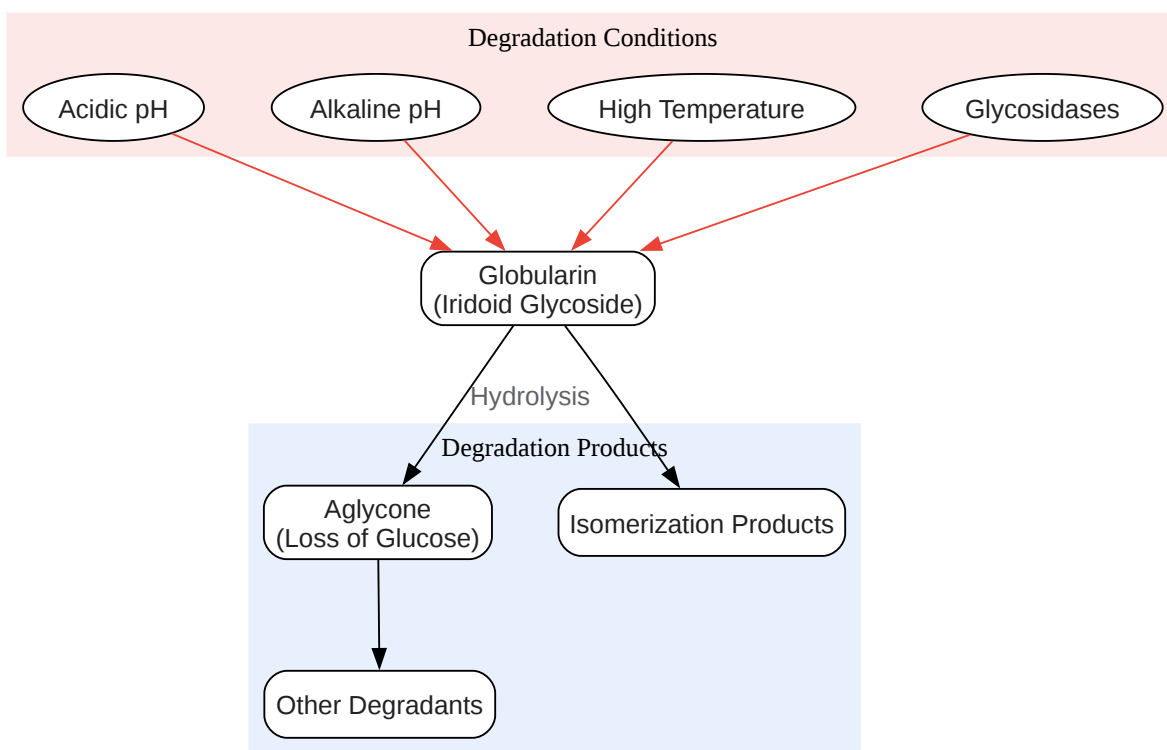 Degradation Conditions
Acidic pH
Alkaline pH
High Temperature
Glycosidases
Globularin
(Iridoid Glycoside)
Hydrolysis
Degradation Products
Aglycone
(Loss of Glucose)
Isomerization Products
Other Degradants